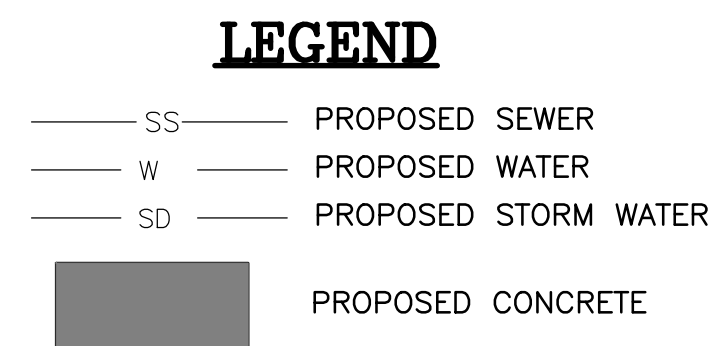 LEGEND
SS PROPOSED SEWER
W PROPOSED WATER
SD PROPOSED STORM WATER
PROPOSED CONCRETE